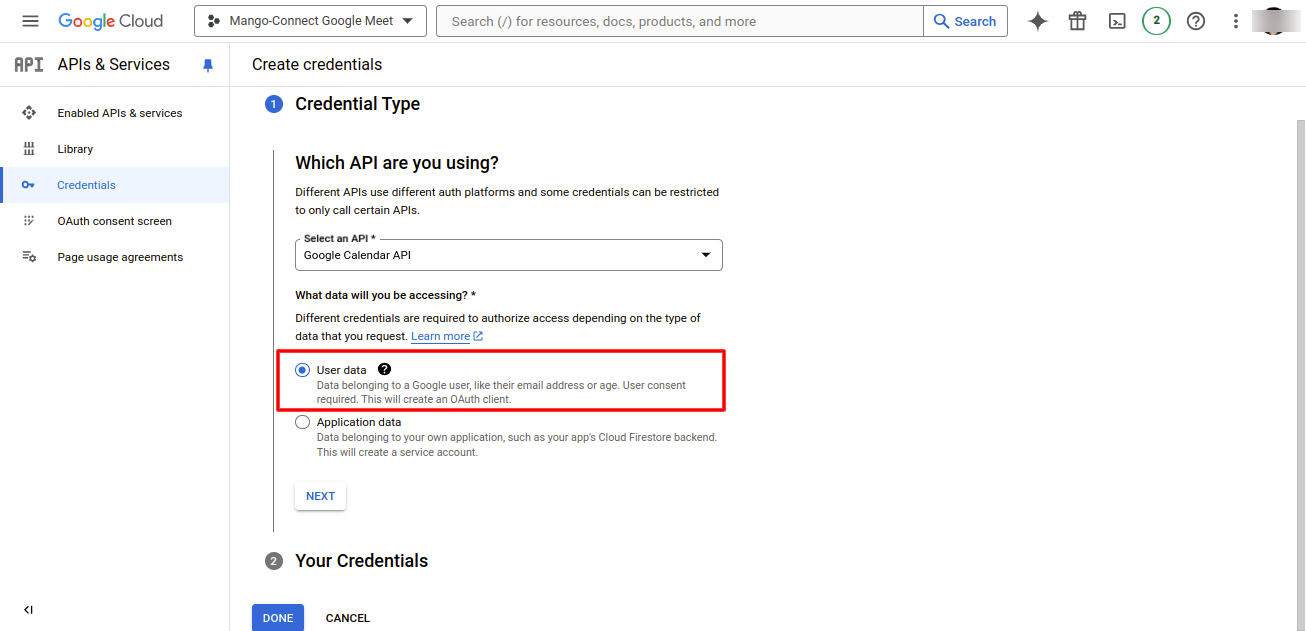 Google Cloud
Mango-Connect Google Meet
Search (/) for resources, docs, products, and more
Search
2
?
API
APIs & Services
Create credentials
Enabled APIs & services
Library
Credentials
OAuth consent screen
Page usage agreements
1
Credential Type
Which API are you using?
Different APIs use different auth platforms and some credentials can be restricted
to only call certain APIs.
Select an API *
Google Calendar API
What data will you be accessing? *
Different credentials are required to authorize access depending on the type of
data that you request. Learn more
User data ?
Data belonging to a Google user, like their email address or age. User consent
required. This will create an OAuth client.
Application data
Data belonging to your own application, such as your app's Cloud Firestore backend.
This will create a service account.
NEXT
2
Your Credentials
DONE
CANCEL